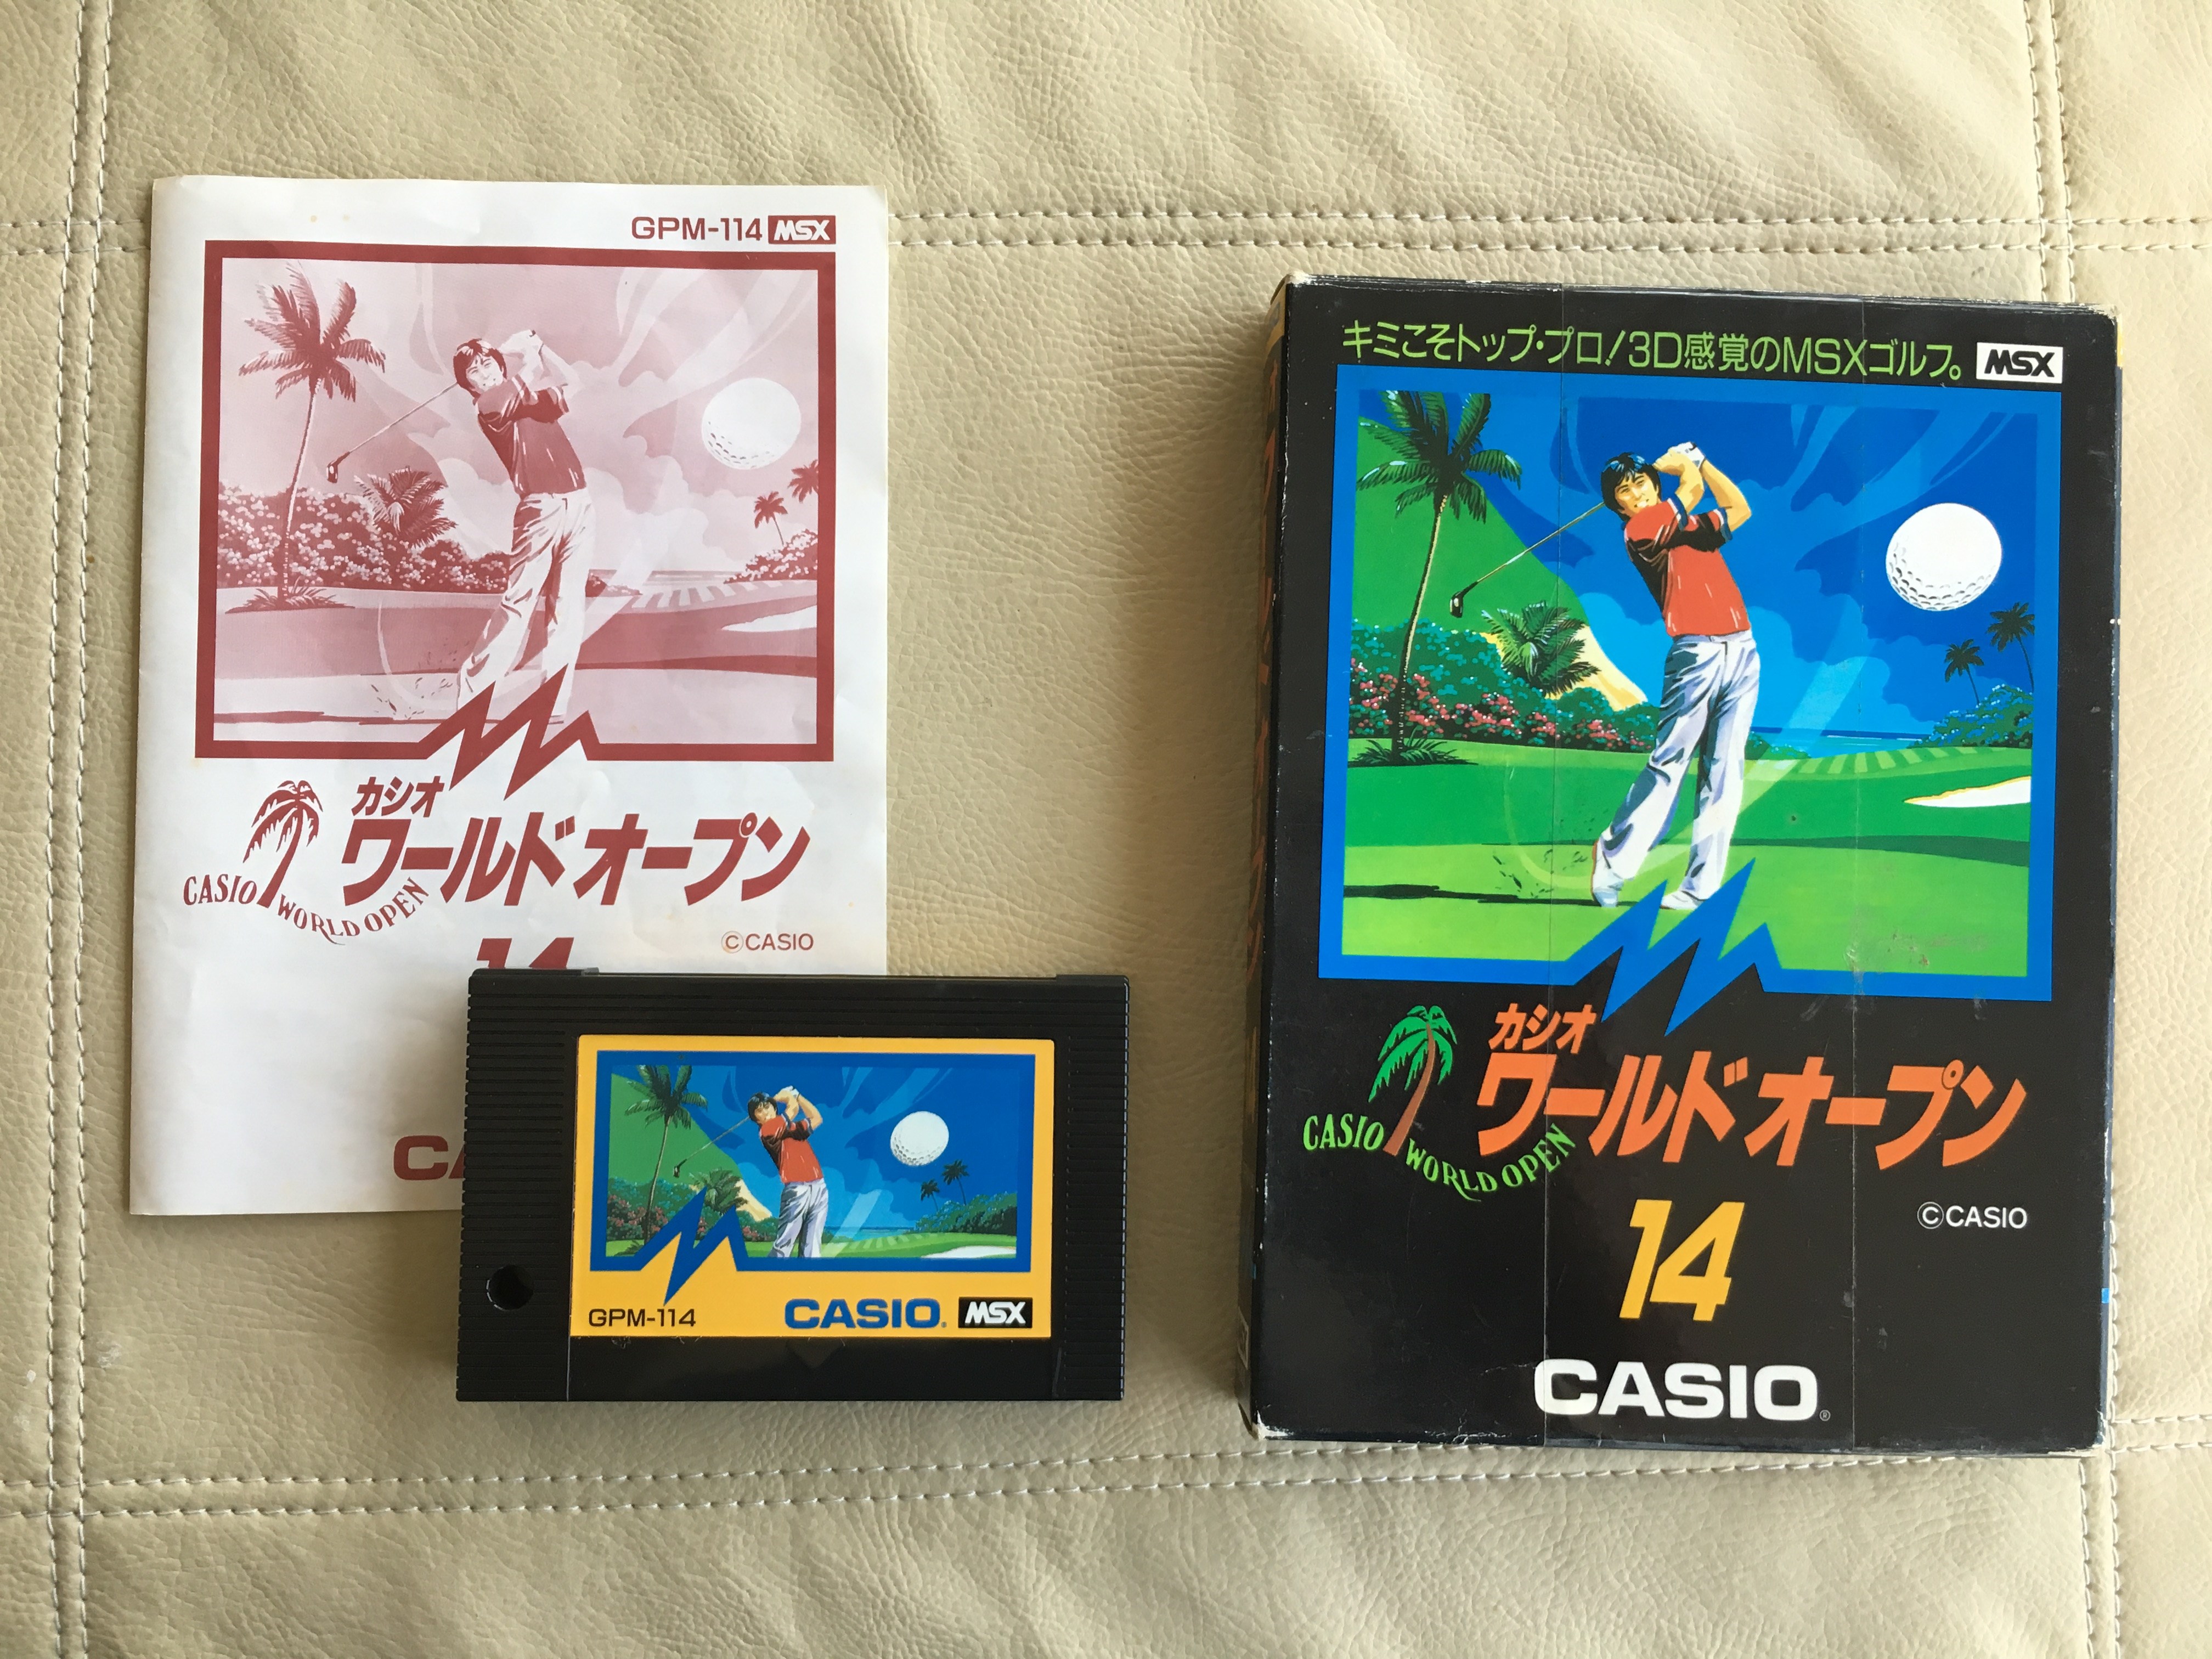 GPM-114 MSX
カシオ
ワールドオープン
CASIO WORLD OPEN
©CASIO
14
GPM-114 CASIO® MSX
キミこそトップ・プロ!3D感覚のMSXゴルフ。 MSX
カシオ
ワールドオープン
CASIO WORLD OPEN
©CASIO
14
CASIO®